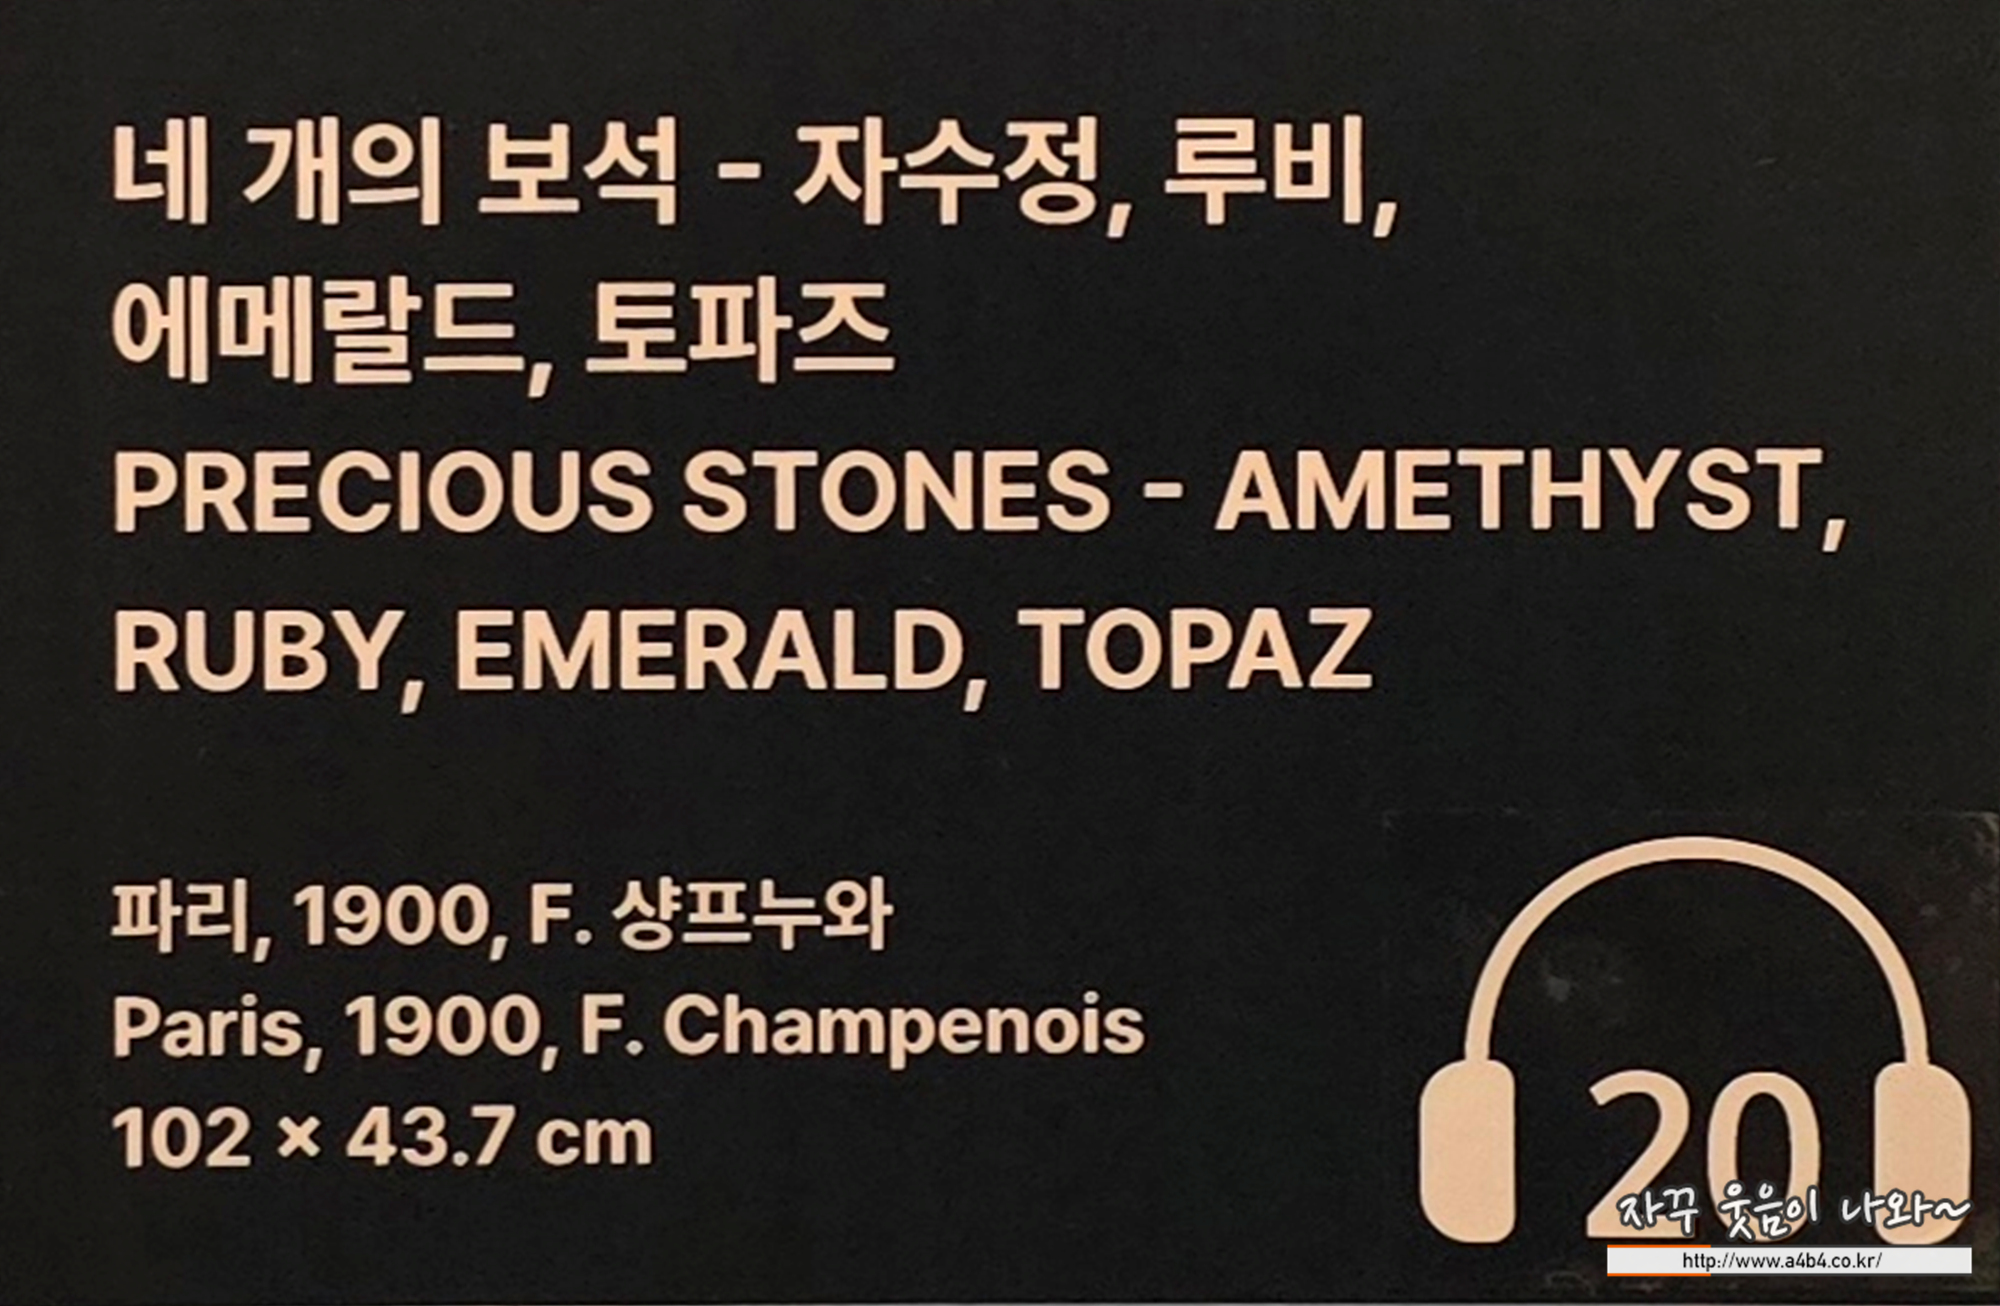 네 개의 보석 - 자수정, 루비,
에메랄드, 토파즈
PRECIOUS STONES - AMETHYST,
RUBY, EMERALD, TOPAZ
파리, 1900, F. 샹프누와
Paris, 1900, F. Champenois
102 × 43.7 cm
20
자꾸 웃음이 나와~
http://www.a4b4.co.kr/